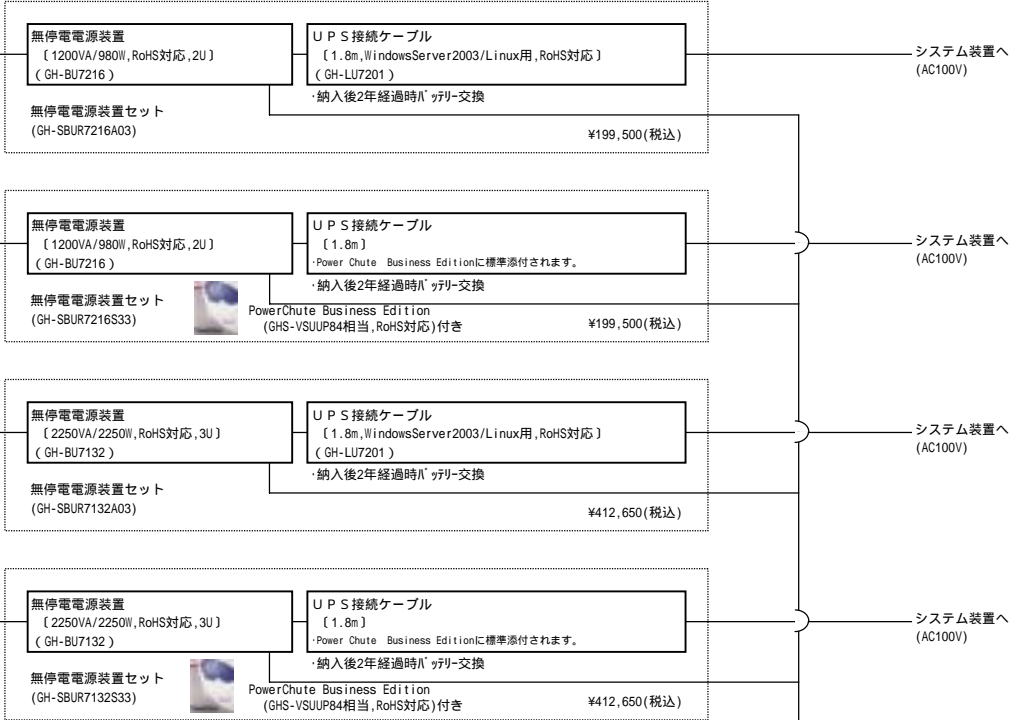 無停電電源装置
〔1200VA/980W,RoHS対応,2U〕
(GH-BU7216)
UPS接続ケーブル
〔1.8m,WindowsServer2003/Linux用,RoHS対応〕
(GH-LU7201)
システム装置へ
(AC100V)
・納入後2年経過時バッテリー交換
無停電電源装置セット
(GH-SBUR7216A03)
¥199,500(税込)
無停電電源装置
〔1200VA/980W,RoHS対応,2U〕
(GH-BU7216)
UPS接続ケーブル
〔1.8m〕
・Power Chute Business Editionに標準添付されます。
システム装置へ
(AC100V)
・納入後2年経過時バッテリー交換
無停電電源装置セット
(GH-SBUR7216S33)
PowerChute Business Edition
(GHS-VSUUP84相当,RoHS対応)付き
¥199,500(税込)
無停電電源装置
〔2250VA/2250W,RoHS対応,3U〕
(GH-BU7132)
UPS接続ケーブル
〔1.8m,WindowsServer2003/Linux用,RoHS対応〕
(GH-LU7201)
システム装置へ
(AC100V)
・納入後2年経過時バッテリー交換
無停電電源装置セット
(GH-SBUR7132A03)
¥412,650(税込)
無停電電源装置
〔2250VA/2250W,RoHS対応,3U〕
(GH-BU7132)
UPS接続ケーブル
〔1.8m〕
・Power Chute Business Editionに標準添付されます。
システム装置へ
(AC100V)
・納入後2年経過時バッテリー交換
無停電電源装置セット
(GH-SBUR7132S33)
PowerChute Business Edition
(GHS-VSUUP84相当,RoHS対応)付き
¥412,650(税込)